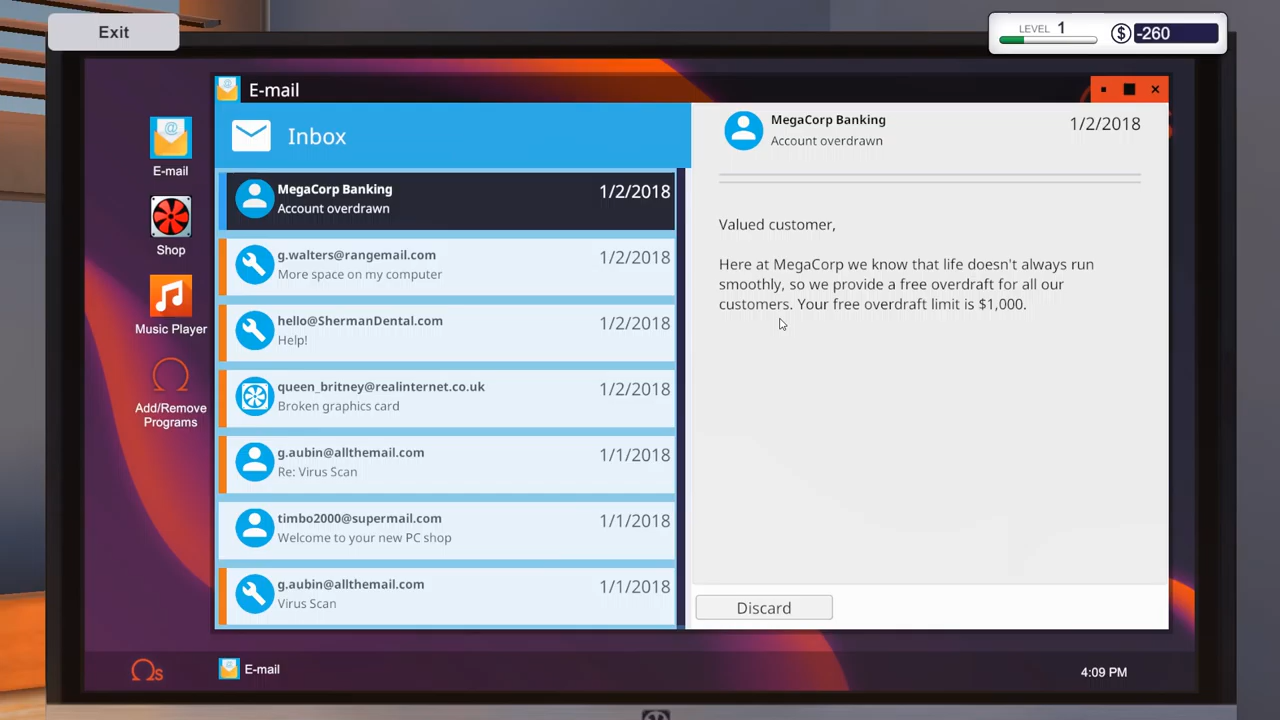 Exit
LEVEL 1
$ -260
E-mail
Inbox
MegaCorp Banking
Account overdrawn
1/2/2018
g.walters@rangemail.com
More space on my computer
1/2/2018
hello@ShermanDental.com
Help!
1/2/2018
queen_britney@realinternet.co.uk
Broken graphics card
1/2/2018
g.aubin@allthemail.com
Re: Virus Scan
1/1/2018
timbo2000@supermail.com
Welcome to your new PC shop
1/1/2018
g.aubin@allthemail.com
Virus Scan
1/1/2018
MegaCorp Banking
Account overdrawn
1/2/2018
Valued customer,
Here at MegaCorp we know that life doesn't always run
smoothly, so we provide a free overdraft for all our
customers. Your free overdraft limit is $1,000.
Discard
E-mail
Shop
Music Player
Add/Remove
Programs
Ωs
E-mail
4:09 PM